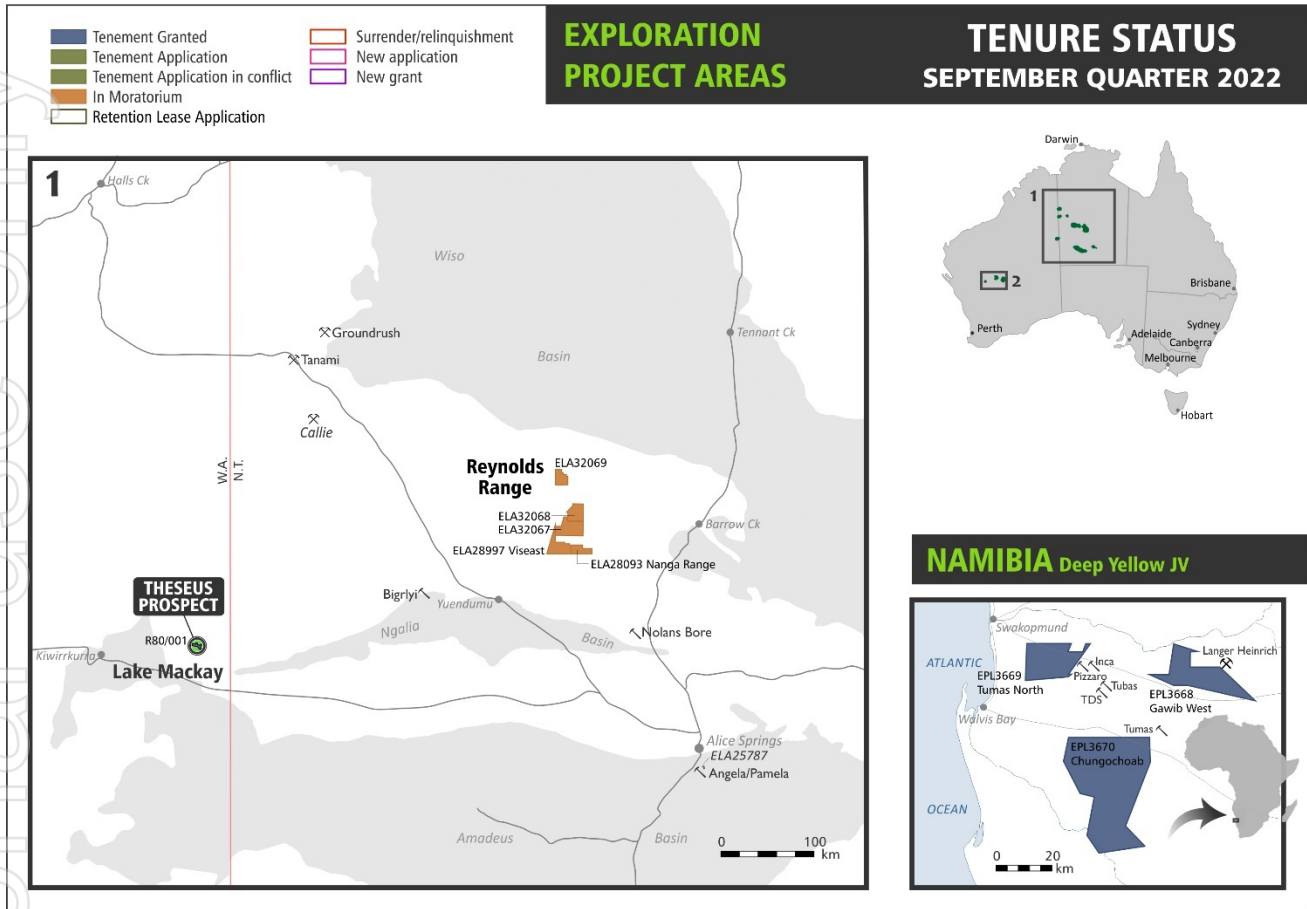 Tenement Granted
Tenement Application
Tenement Application in conflict
In Moratorium
Retention Lease Application
Surrender/relinquishment
New application
New grant
EXPLORATION
PROJECT AREAS
TENURE STATUS
SEPTEMBER QUARTER 2022
1
Halls Ck
Wiso
Groundrush
Basin
Tennant Ck
Tanami
Callie
W.A.
N.T.
Reynolds
Range
ELA32069
ELA32068
ELA32067
Barrow Ck
ELA28997 Viseast
ELA28093 Nanga Range
THESEUS
PROSPECT
Bigrlyi
Yuendumu
R80/001
Ngalia
Basin
Nolans Bore
Kiwirrkurra
Lake Mackay
Alice Springs
ELA25787
Angela/Pamela
Amadeus
Basin
0 100
km
Darwin
1
2
Brisbane
Perth
Adelaide
Sydney
Canberra
Melbourne
Hobart
NAMIBIA Deep Yellow JV
Swakopmund
ATLANTIC
Langer Heinrich
Inca
EPL3669
Tumas North
Pizzaro
Tubas
TDS
EPL3668
Gawib West
Walvis Bay
Tumas
EPL3670
Chungochoab
OCEAN
0 20
km